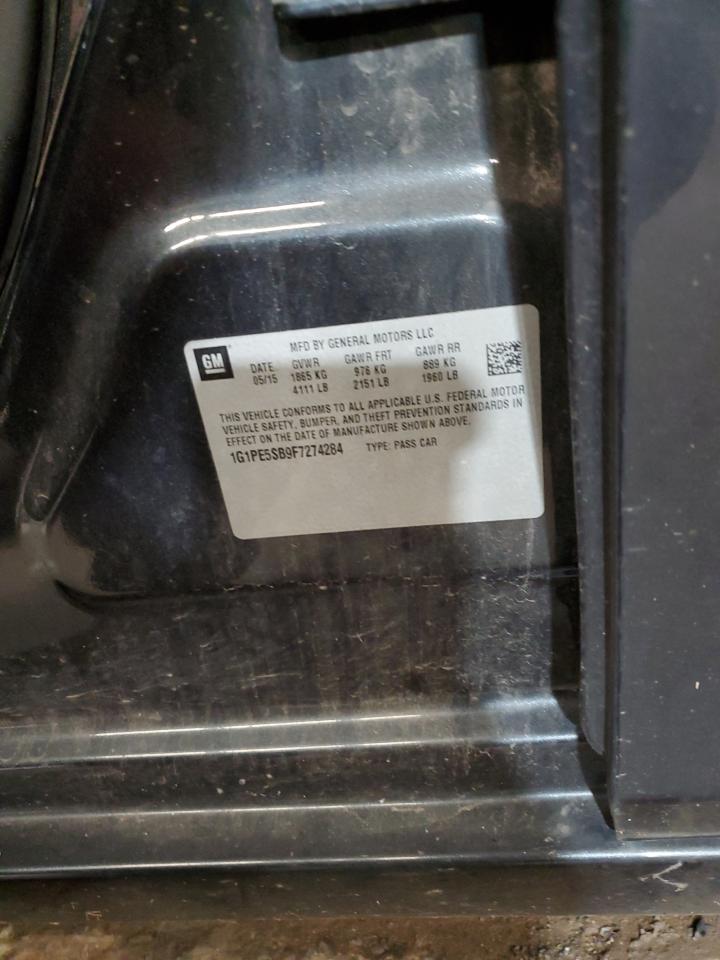 GM
MFD BY GENERAL MOTORS LLC
DATE GVWR GAWR FRT GAWR RR
05/15 1865 KG 976 KG 889 KG
4111 LB 2151 LB 1960 LB
THIS VEHICLE CONFORMS TO ALL APPLICABLE U.S. FEDERAL MOTOR
VEHICLE SAFETY, BUMPER, AND THEFT PREVENTION STANDARDS IN
EFFECT ON THE DATE OF MANUFACTURE SHOWN ABOVE.
1G1PE5SB9F7274284 TYPE: PASS CAR